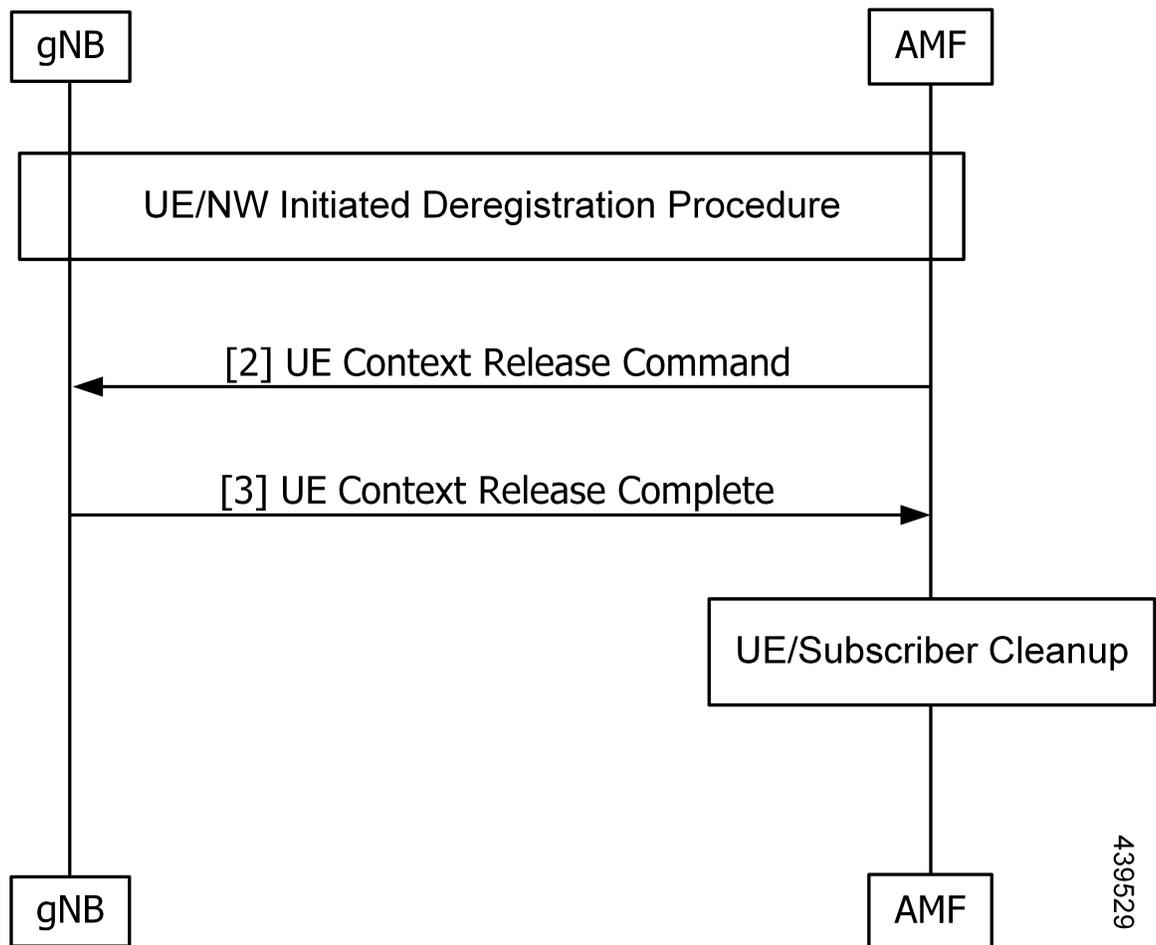 gNB
AMF
UE/NW Initiated Deregistration Procedure
[2] UE Context Release Command
[3] UE Context Release Complete
UE/Subscriber Cleanup
439529
gNB
AMF